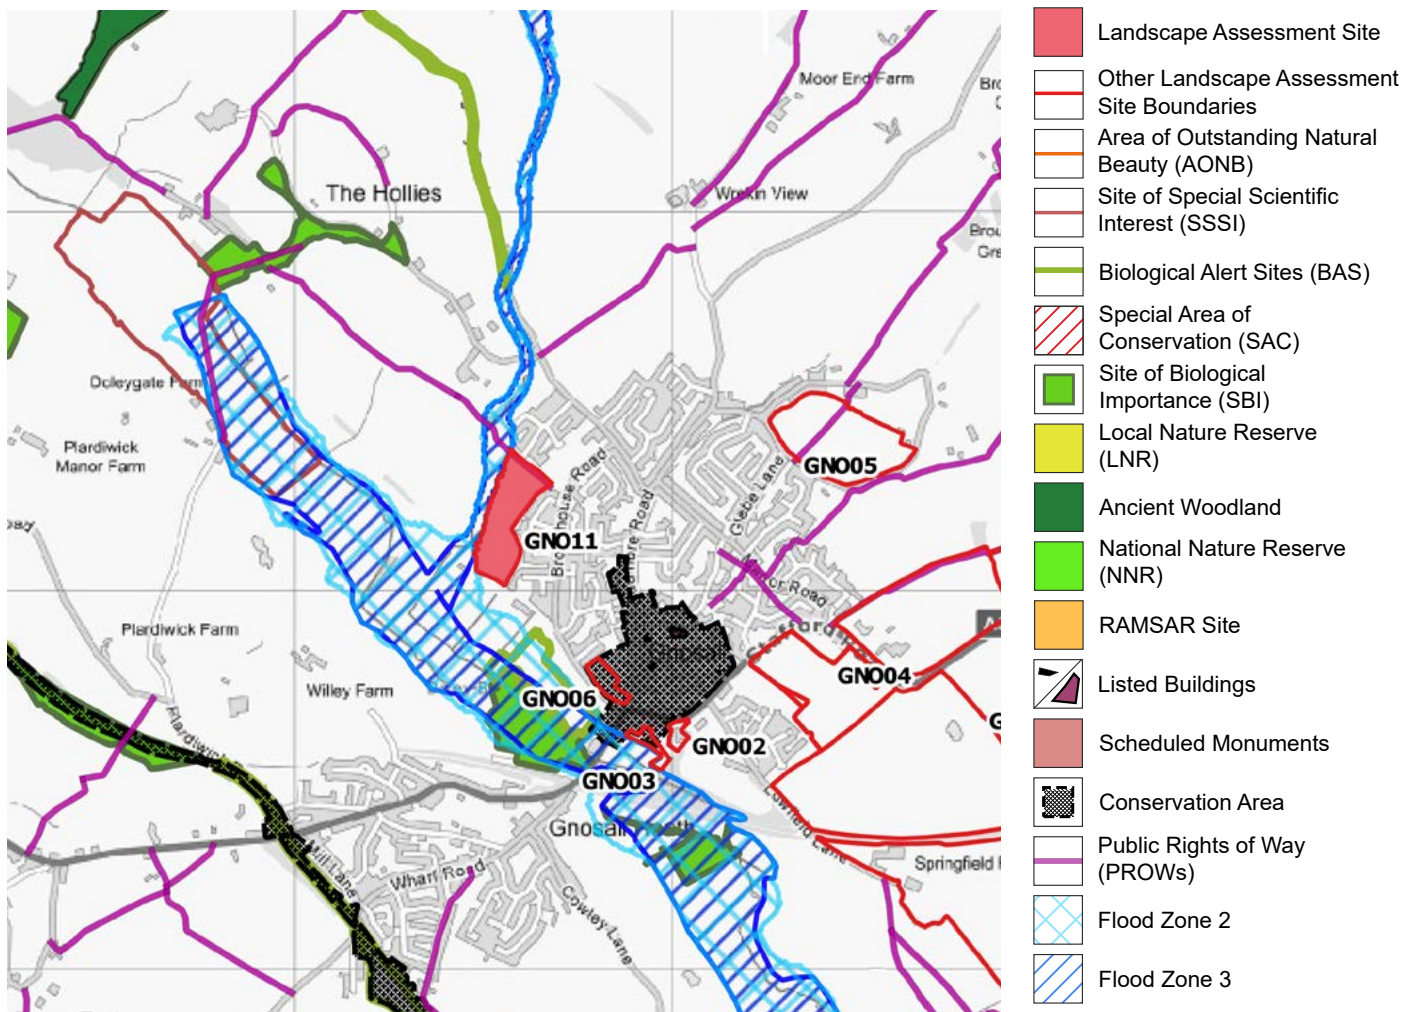 Moor End Farm
The Hollies
Wrekin View
Doleygate Farm
Plardiwick
Manor Farm
GNO05
Glebe Lane
GNO11
Plardiwick Farm
GNO04
Willey Farm
GNO06
GNO02
GNO03
Plardiwick
Lowfield Lane
Springfield
Mill Lane
Wharf Road
Cowley Lane
Landscape Assessment Site
Other Landscape Assessment
Site Boundaries
Area of Outstanding Natural
Beauty (AONB)
Site of Special Scientific
Interest (SSSI)
Biological Alert Sites (BAS)
Special Area of
Conservation (SAC)
Site of Biological
Importance (SBI)
Local Nature Reserve
(LNR)
Ancient Woodland
National Nature Reserve
(NNR)
RAMSAR Site
Listed Buildings
Scheduled Monuments
Conservation Area
Public Rights of Way
(PROWs)
Flood Zone 2
Flood Zone 3